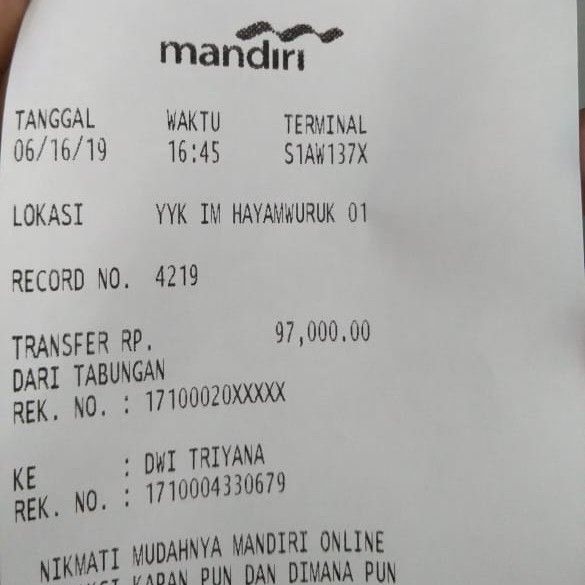 mandiri
TANGGAL WAKTU TERMINAL
06/16/19 16:45 S1AW137X
LOKASI YYK IM HAYAMWURUK 01
RECORD NO. 4219
TRANSFER RP. 97,000.00
DARI TABUNGAN
REK. NO. : 17100020XXXXX
KE : DWI TRIYANA
REK. NO. : 1710004330679
NIKMATI MUDAHNYA MANDIRI ONLINE
KAPAN PUN DAN DIMANA PUN